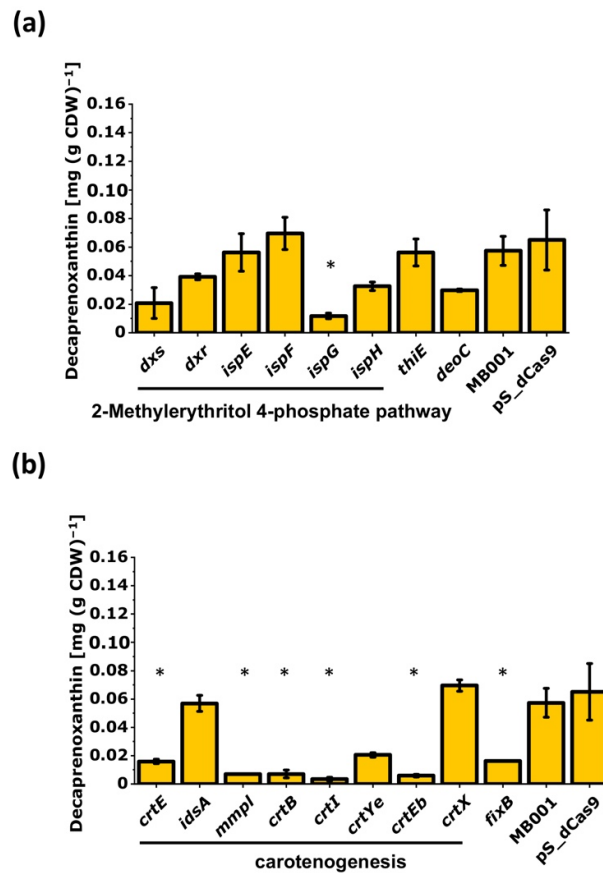 (a)
Decaprenoxanthin [mg (g CDW)⁻¹]
0.16
0.14
0.12
0.10
0.08
0.06
0.04
0.02
0
*
dxs dxr ispE ispF ispG ispH thiE deoC MB001 pS_dCas9
2-Methylerythritol 4-phosphate pathway
(b)
Decaprenoxanthin [mg (g CDW)⁻¹]
0.16
0.14
0.12
0.10
0.08
0.06
0.04
0.02
0
* * * * * *
crtE idsA mmpl crtB crtI crtYe crtEb crtX fixB MB001 pS_dCas9
carotenogenesis